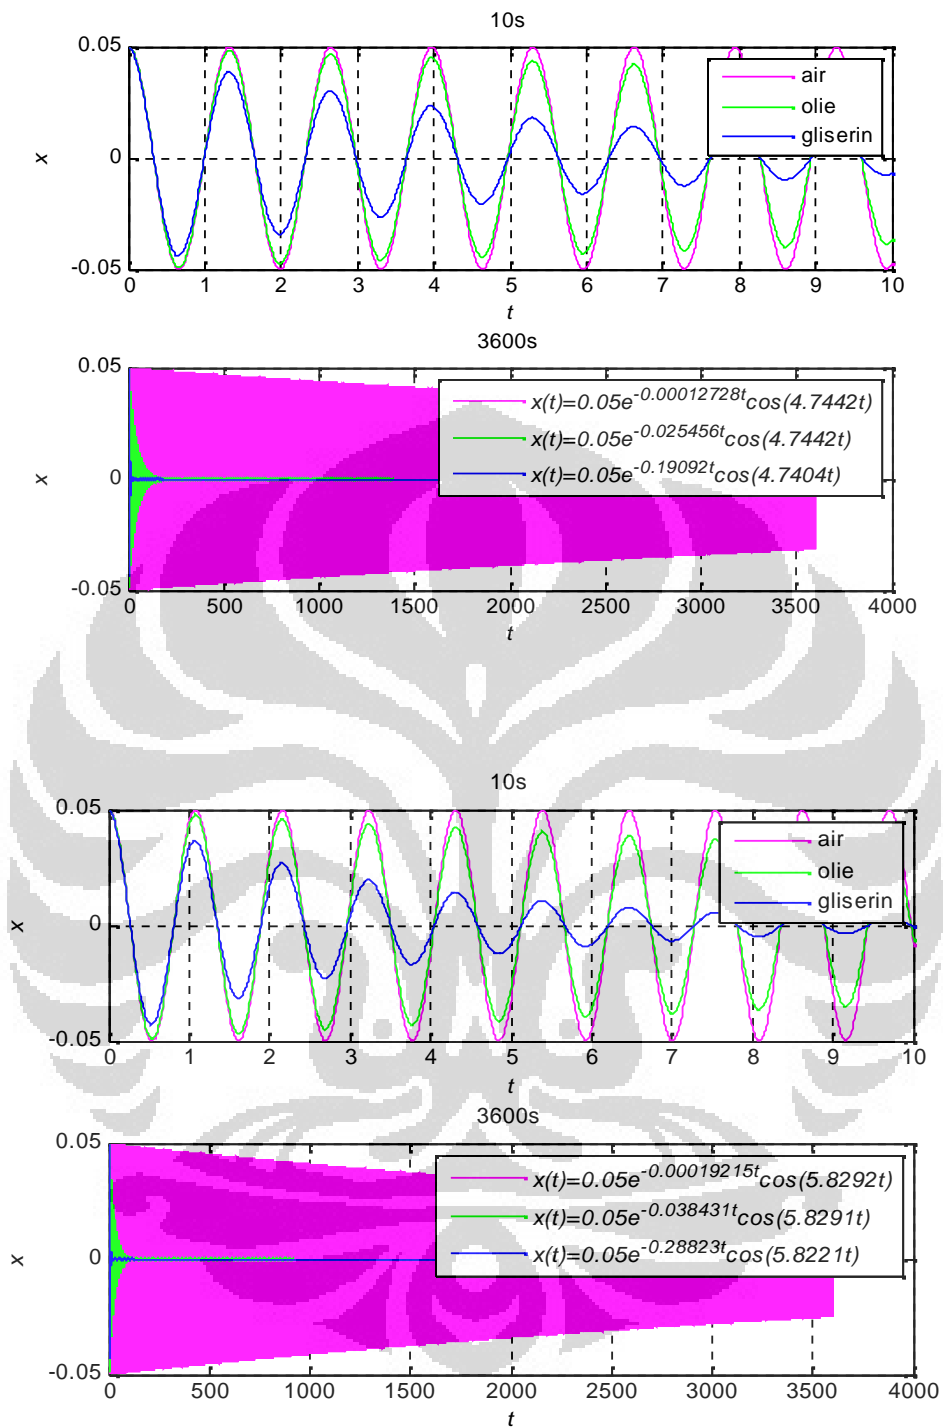 10s
0.05
0
-0.05
x
air
olie
gliserin
0 1 2 3 4 5 6 7 8 9 10
t
3600s
0.05
0
-0.05
x
x(t)=0.05e^-0.00012728t cos(4.7442t)
x(t)=0.05e^-0.025456t cos(4.7442t)
x(t)=0.05e^-0.19092t cos(4.7404t)
0 500 1000 1500 2000 2500 3000 3500 4000
t
10s
0.05
0
-0.05
x
air
olie
gliserin
0 1 2 3 4 5 6 7 8 9 10
t
3600s
0.05
0
-0.05
x
x(t)=0.05e^-0.00019215t cos(5.8292t)
x(t)=0.05e^-0.038431t cos(5.8291t)
x(t)=0.05e^-0.28823t cos(5.8221t)
0 500 1000 1500 2000 2500 3000 3500 4000
t